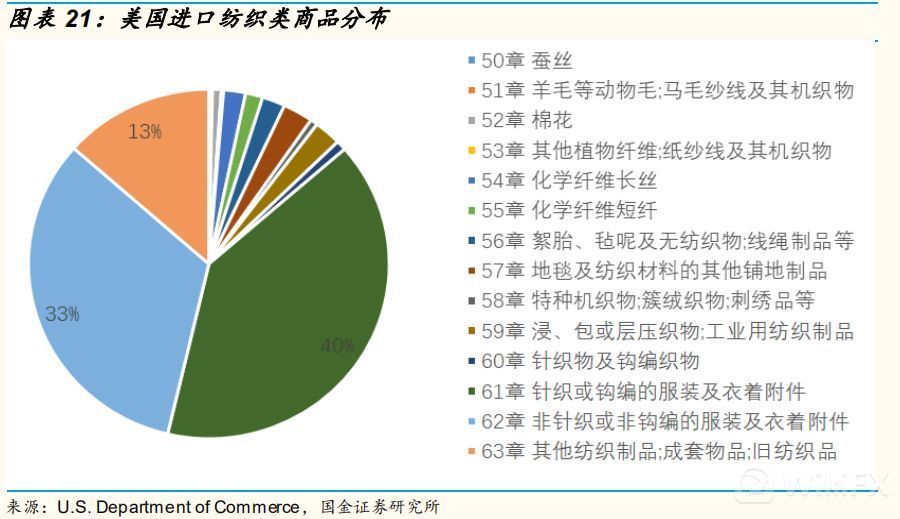 图表 21：美国进口纺织类商品分布
50章 蚕丝
51章 羊毛等动物毛;马毛纱线及其机织物
52章 棉花
53章 其他植物纤维;纸纱线及其机织物
54章 化学纤维长丝
55章 化学纤维短纤
56章 絮胎、毡呢及无纺织物;线绳制品等
57章 地毯及纺织材料的其他铺地制品
58章 特种机织物;簇绒织物;刺绣品等
59章 浸、包或层压织物;工业用纺织制品
60章 针织物及钩编织物
61章 针织或钩编的服装及衣着附件
62章 非针织或非钩编的服装及衣着附件
63章 其他纺织制品;成套物品;旧纺织品
13%
33%
40%
来源：U.S. Department of Commerce，国金证券研究所
WikiFX